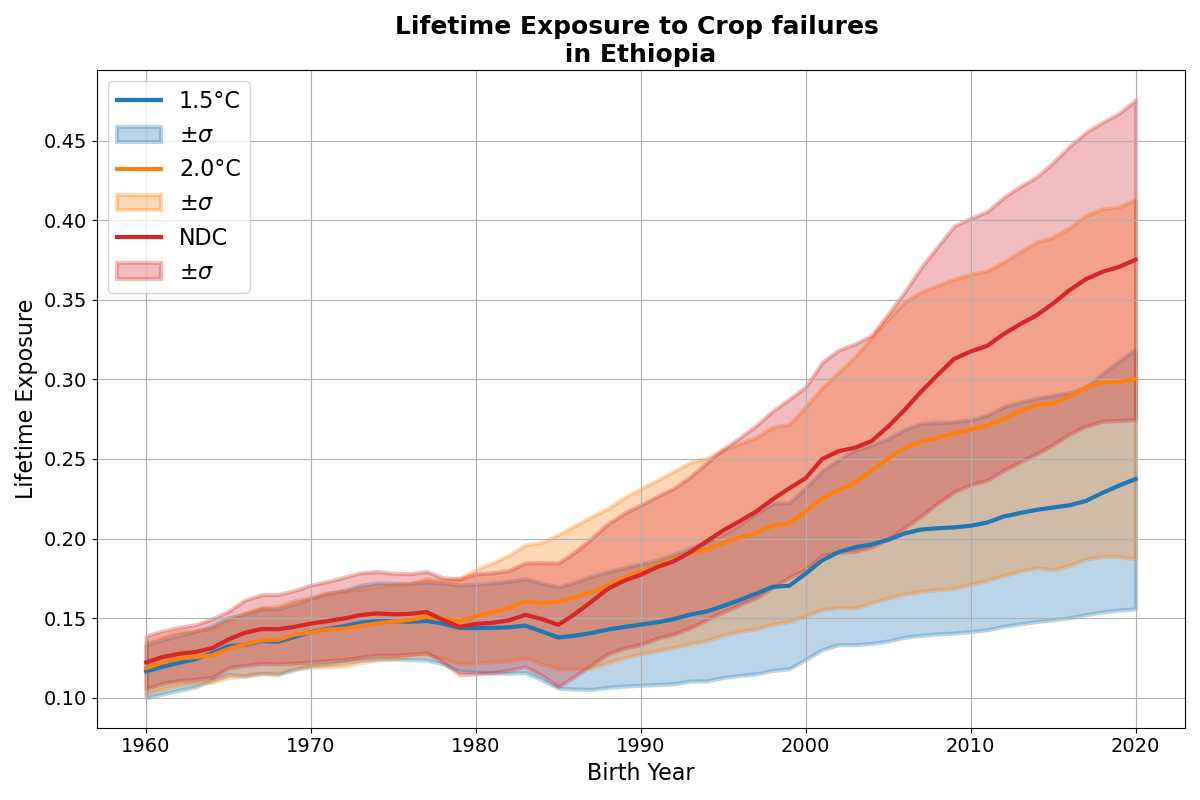 Lifetime Exposure to Crop failures
in Ethiopia
1.5°C
±σ
2.0°C
±σ
NDC
±σ
Lifetime Exposure
0.45
0.40
0.35
0.30
0.25
0.20
0.15
0.10
1960 1970 1980 1990 2000 2010 2020
Birth Year